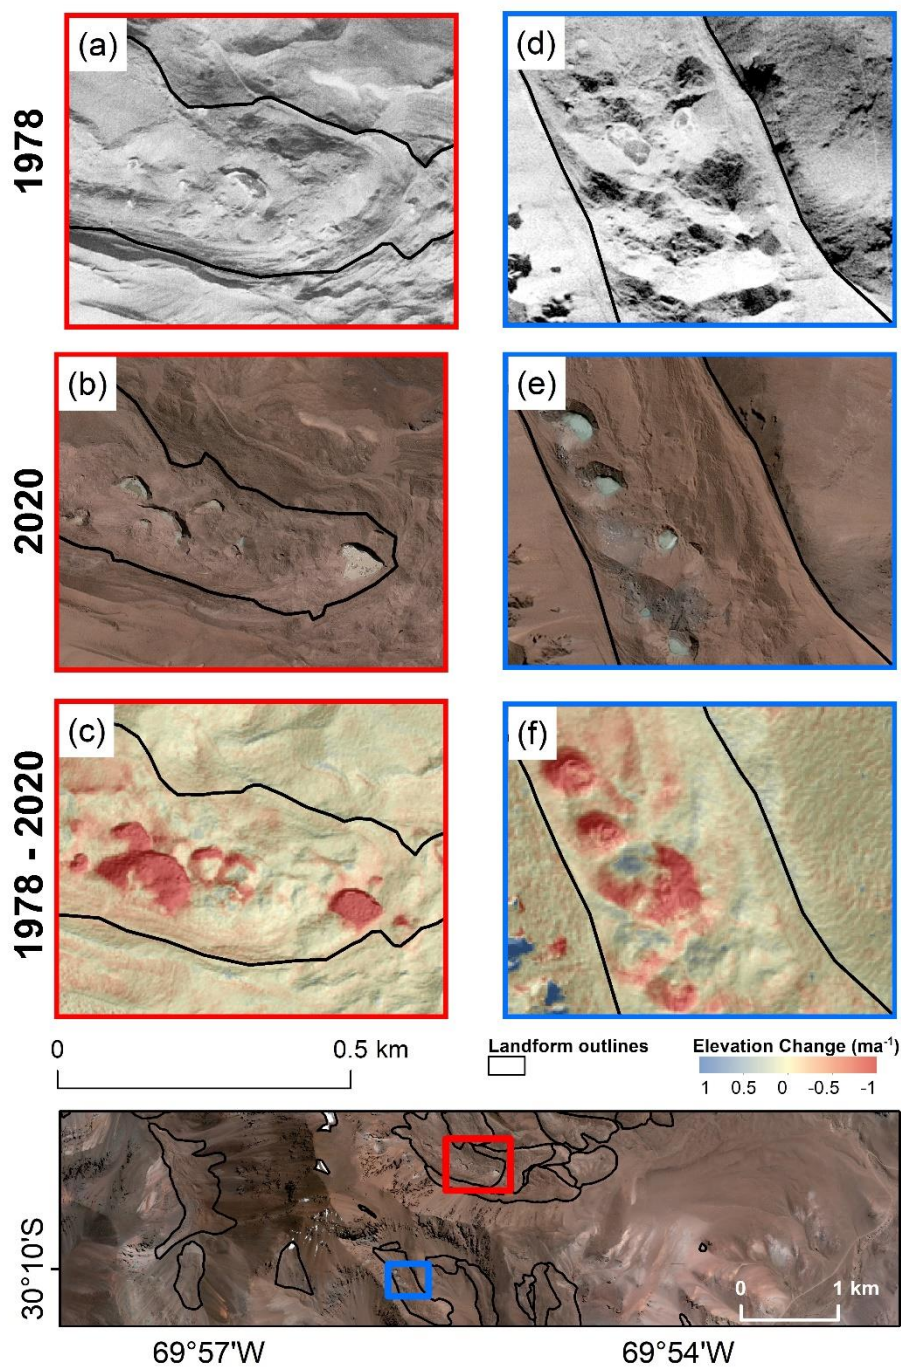 (a)
(d)
1978
(b)
(e)
2020
(c)
(f)
1978 - 2020
0 0.5 km
Landform outlines
Elevation Change (ma⁻¹)
1 0.5 0 -0.5 -1
30°10'S
0 1 km
69°57'W 69°54'W